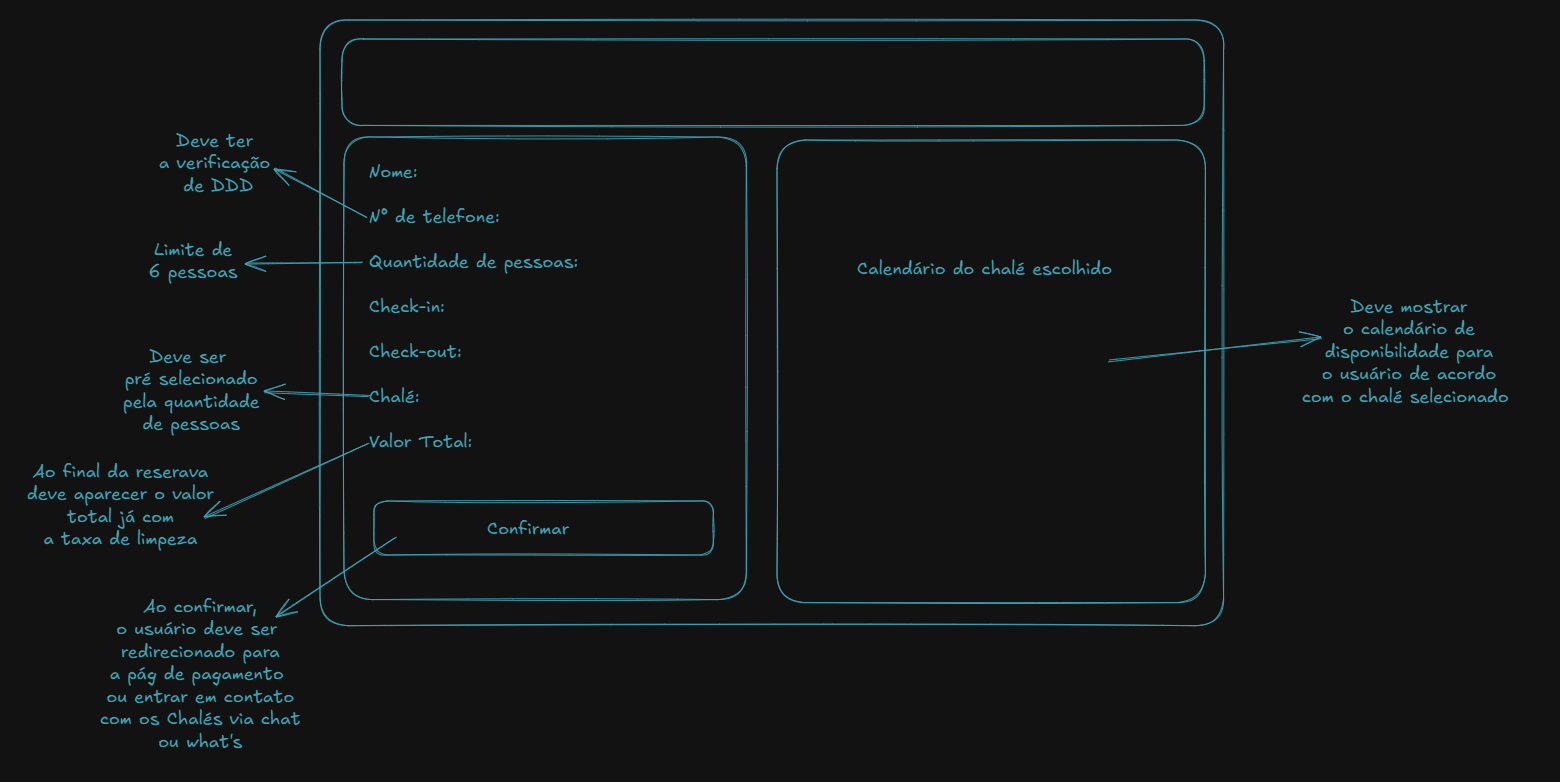 Deve ter
a verificação
de DDD
Limite de
6 pessoas
Deve ser
pré selecionado
pela quantidade
de pessoas
Ao final da reserava
deve aparecer o valor
total já com
a taxa de limpeza
Ao confirmar,
o usuário deve ser
redirecionado para
a pág de pagamento
ou entrar em contato
com os Chalés via chat
ou what's
Nome:
N° de telefone:
Quantidade de pessoas:
Check-in:
Check-out:
Chalé:
Valor Total:
Confirmar
Calendário do chalé escolhido
Deve mostrar
o calendário de
disponibilidade para
o usuário de acordo
com o chalé selecionado